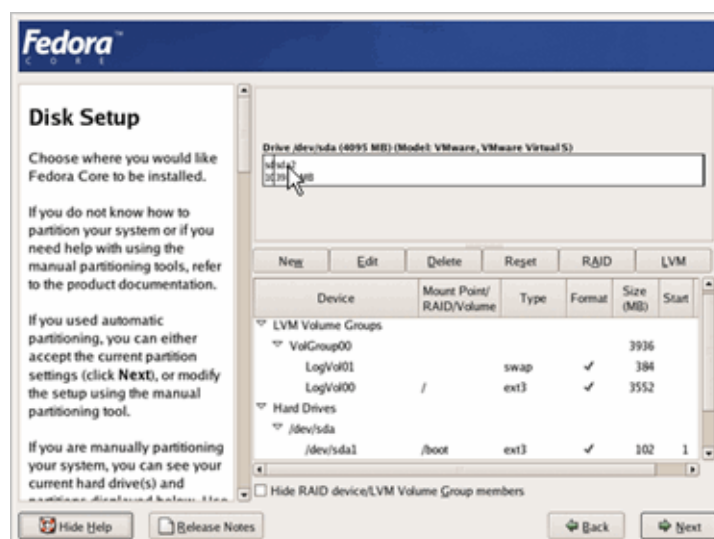 Fedora™
CORE
Disk Setup
Choose where you would like
Fedora Core to be installed.
If you do not know how to
partition your system or if you
need help with using the
manual partitioning tools, refer
to the product documentation.
If you used automatic
partitioning, you can either
accept the current partition
settings (click Next), or modify
the setup using the manual
partitioning tool.
If you are manually partitioning
your system, you can see your
current hard drive(s) and
Drive /dev/sda (4095 MB) (Model: VMware, VMware Virtual S)
sda2
MB
New Edit Delete Reset RAID LVM
Device Mount Point/ RAID/Volume Type Format Size (MB) Start
LVM Volume Groups
VolGroup00 3936
LogVol01 swap ✓ 384
LogVol00 / ext3 ✓ 3552
Hard Drives
/dev/sda
/dev/sda1 /boot ext3 ✓ 102 1
Hide RAID device/LVM Volume Group members
Hide Help Release Notes Back Next